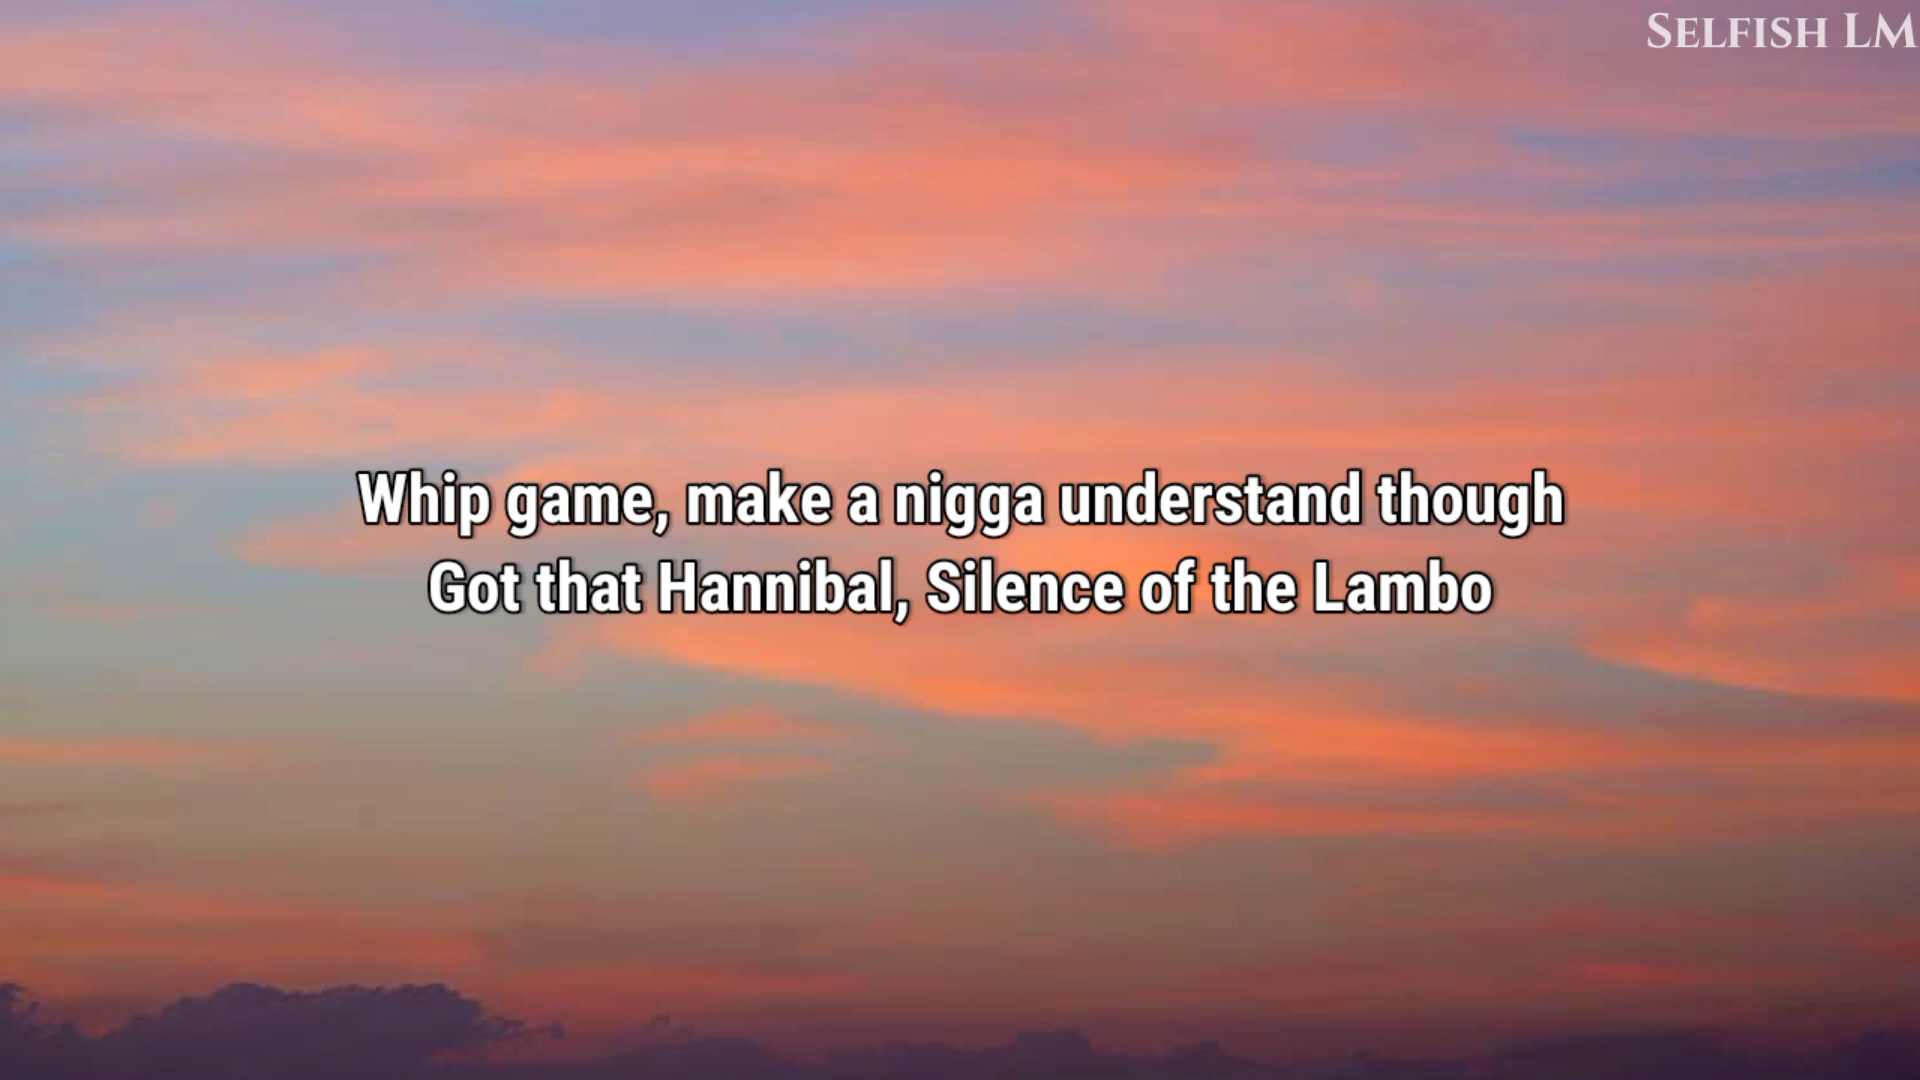 SELFISH LM
Whip game, make a nigga understand though
Got that Hannibal, Silence of the Lambo